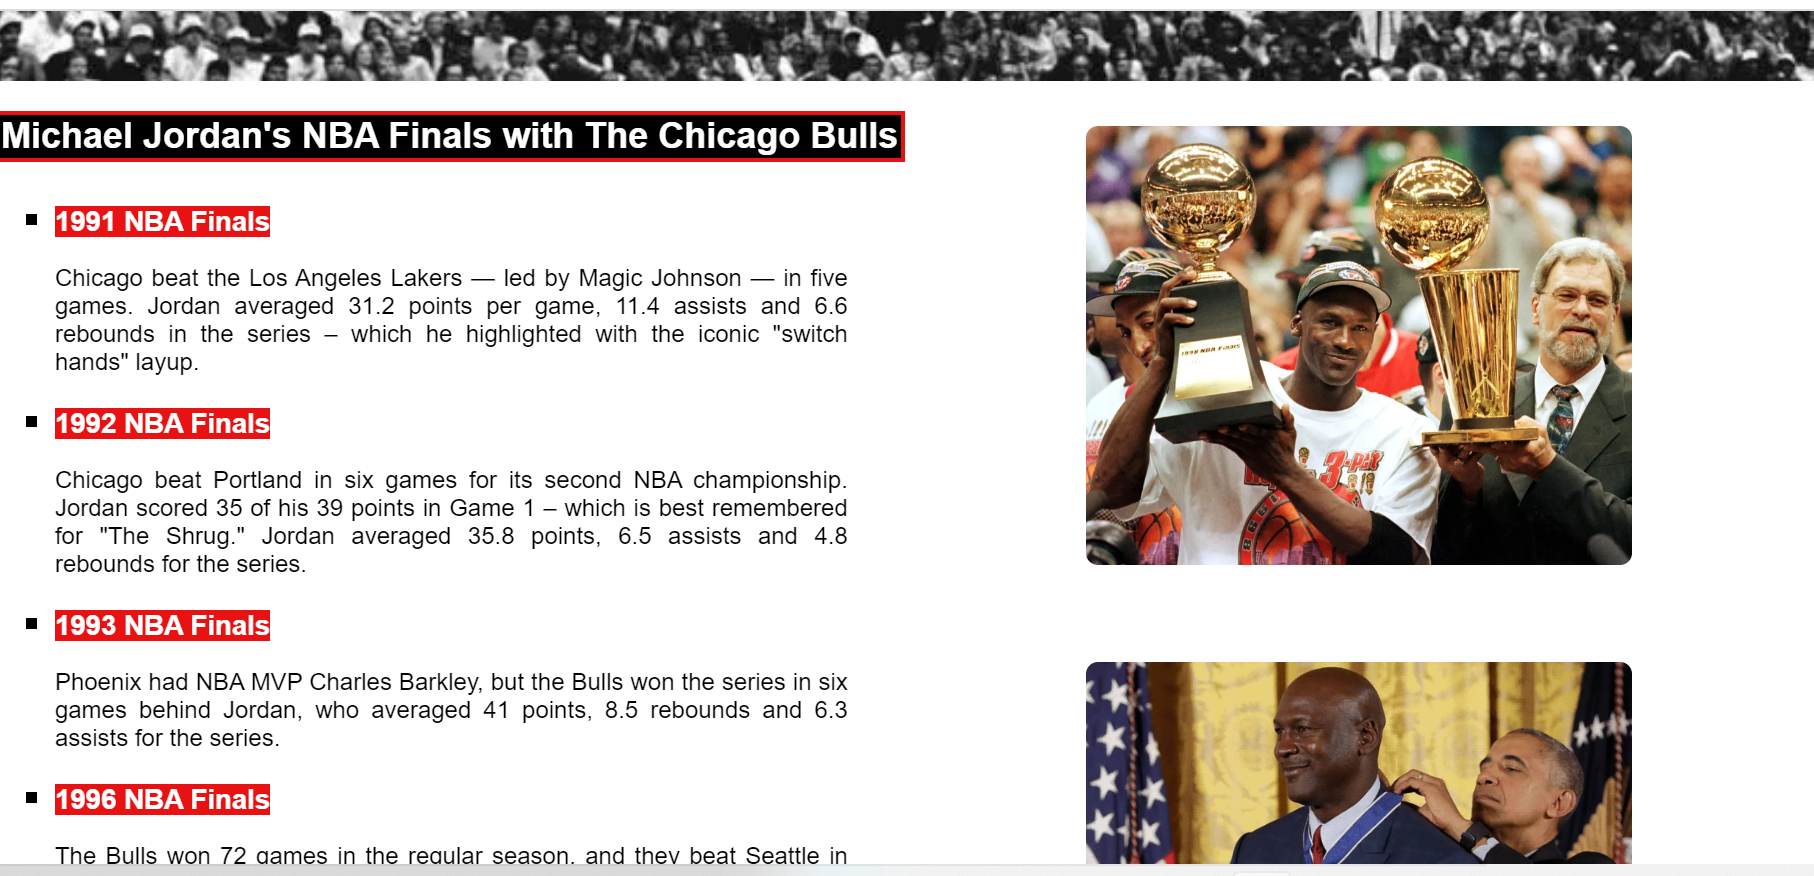 Michael Jordan's NBA Finals with The Chicago Bulls
1991 NBA Finals
Chicago beat the Los Angeles Lakers — led by Magic Johnson — in five
games. Jordan averaged 31.2 points per game, 11.4 assists and 6.6
rebounds in the series – which he highlighted with the iconic "switch
hands" layup.
1992 NBA Finals
Chicago beat Portland in six games for its second NBA championship.
Jordan scored 35 of his 39 points in Game 1 – which is best remembered
for "The Shrug." Jordan averaged 35.8 points, 6.5 assists and 4.8
rebounds for the series.
1993 NBA Finals
Phoenix had NBA MVP Charles Barkley, but the Bulls won the series in six
games behind Jordan, who averaged 41 points, 8.5 rebounds and 6.3
assists for the series.
1996 NBA Finals
The Bulls won 72 games in the regular season, and they beat Seattle in
1998 NBA Finals
3-peat